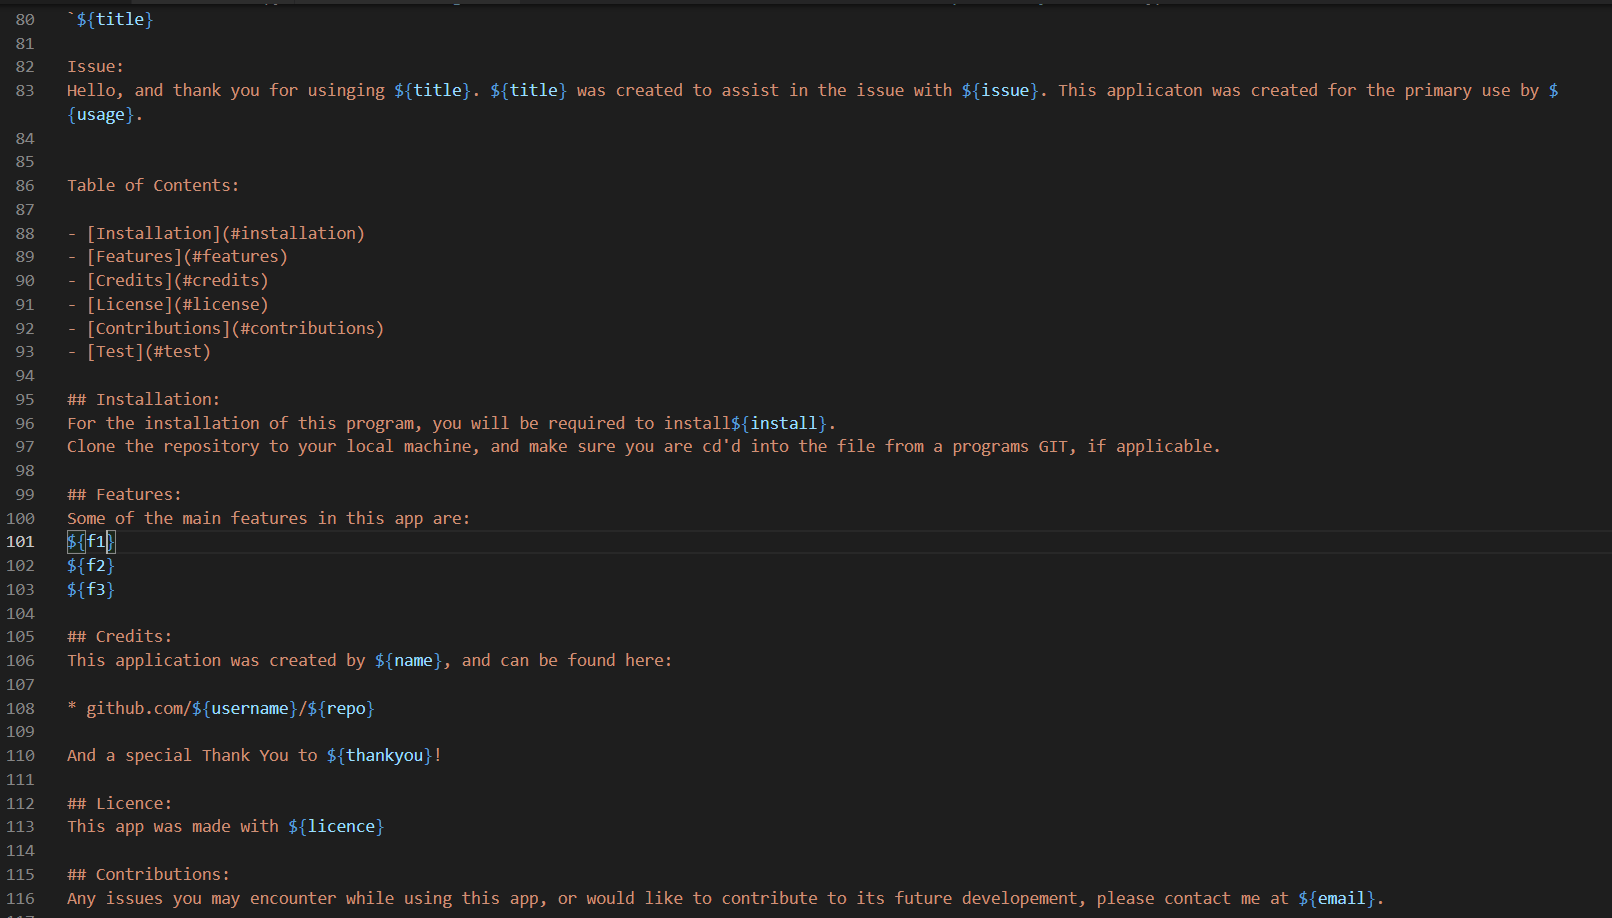 80 `${title}
81
82 Issue:
83 Hello, and thank you for usinging ${title}. ${title} was created to assist in the issue with ${issue}. This applicaton was created for the primary use by $
{usage}.
84
85
86 Table of Contents:
87
88 - [Installation](#installation)
89 - [Features](#features)
90 - [Credits](#credits)
91 - [License](#license)
92 - [Contributions](#contributions)
93 - [Test](#test)
94
95 ## Installation:
96 For the installation of this program, you will be required to install${install}.
97 Clone the repository to your local machine, and make sure you are cd'd into the file from a programs GIT, if applicable.
98
99 ## Features:
100 Some of the main features in this app are:
101 ${f1}
102 ${f2}
103 ${f3}
104
105 ## Credits:
106 This application was created by ${name}, and can be found here:
107
108 * github.com/${username}/${repo}
109
110 And a special Thank You to ${thankyou}!
111
112 ## Licence:
113 This app was made with ${licence}
114
115 ## Contributions:
116 Any issues you may encounter while using this app, or would like to contribute to its future developement, please contact me at ${email}.